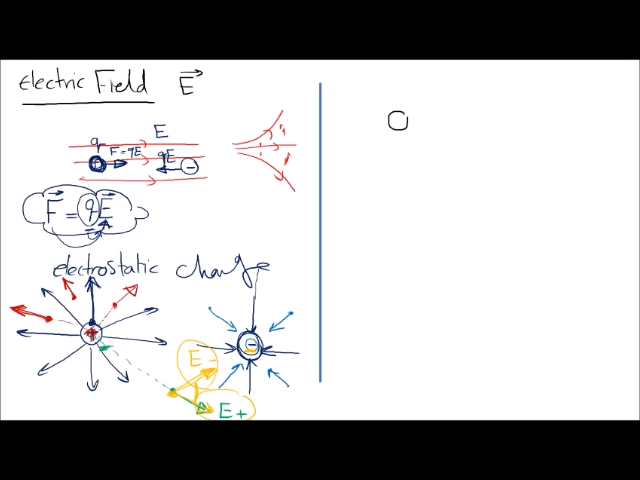 Electric Field E
q
E
F = qE
qE
F = qE
electrostatic charge
+
-
E-
E+